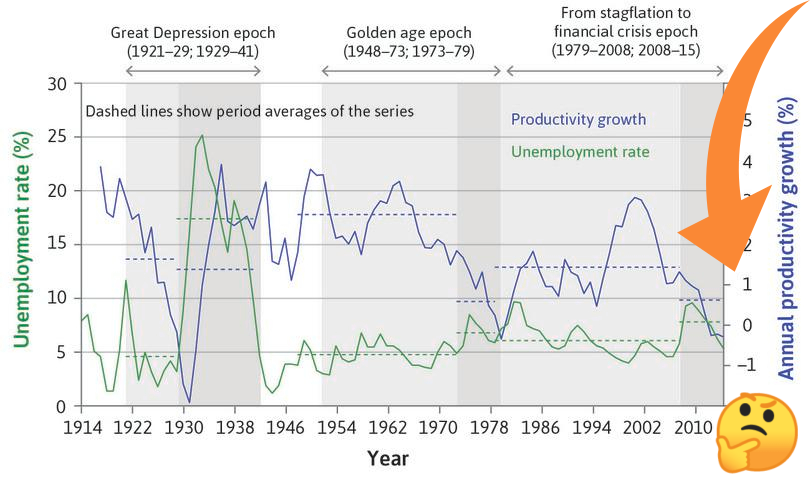 Great Depression epoch
(1921–29; 1929–41)
Golden age epoch
(1948–73; 1973–79)
From stagflation to
financial crisis epoch
(1979–2008; 2008–15)
Dashed lines show period averages of the series
Productivity growth
Unemployment rate
Unemployment rate (%)
30
25
20
15
10
5
0
Annual productivity growth (%)
5
4
2
1
0
–1
1914 1922 1930 1938 1946 1954 1962 1970 1978 1986 1994 2002 2010
Year